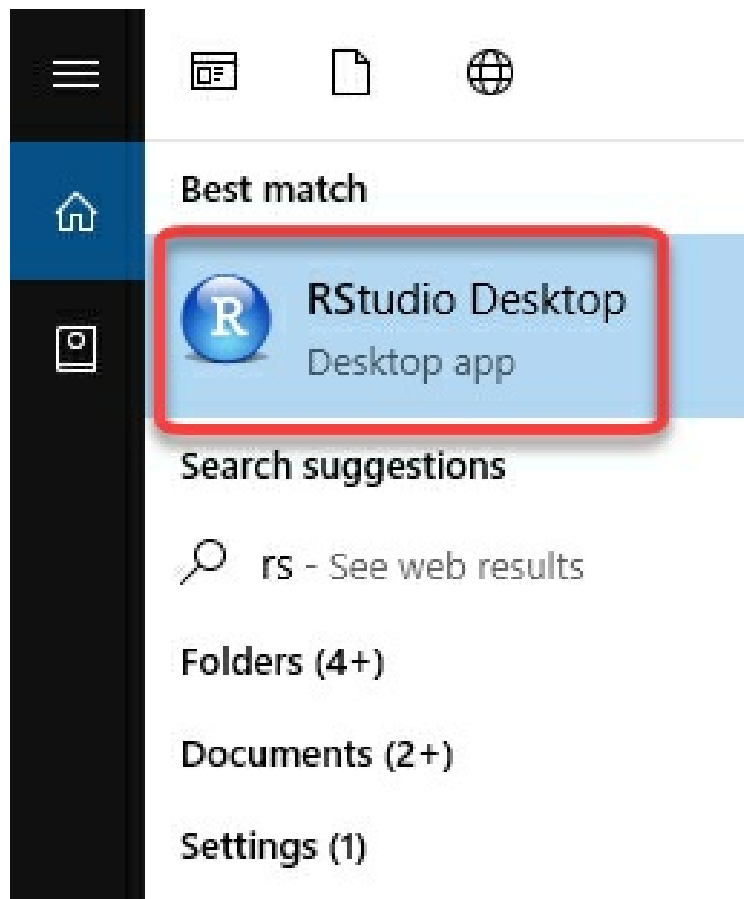 Best match
R
RStudio Desktop
Desktop app
Search suggestions
rs - See web results
Folders (4+)
Documents (2+)
Settings (1)